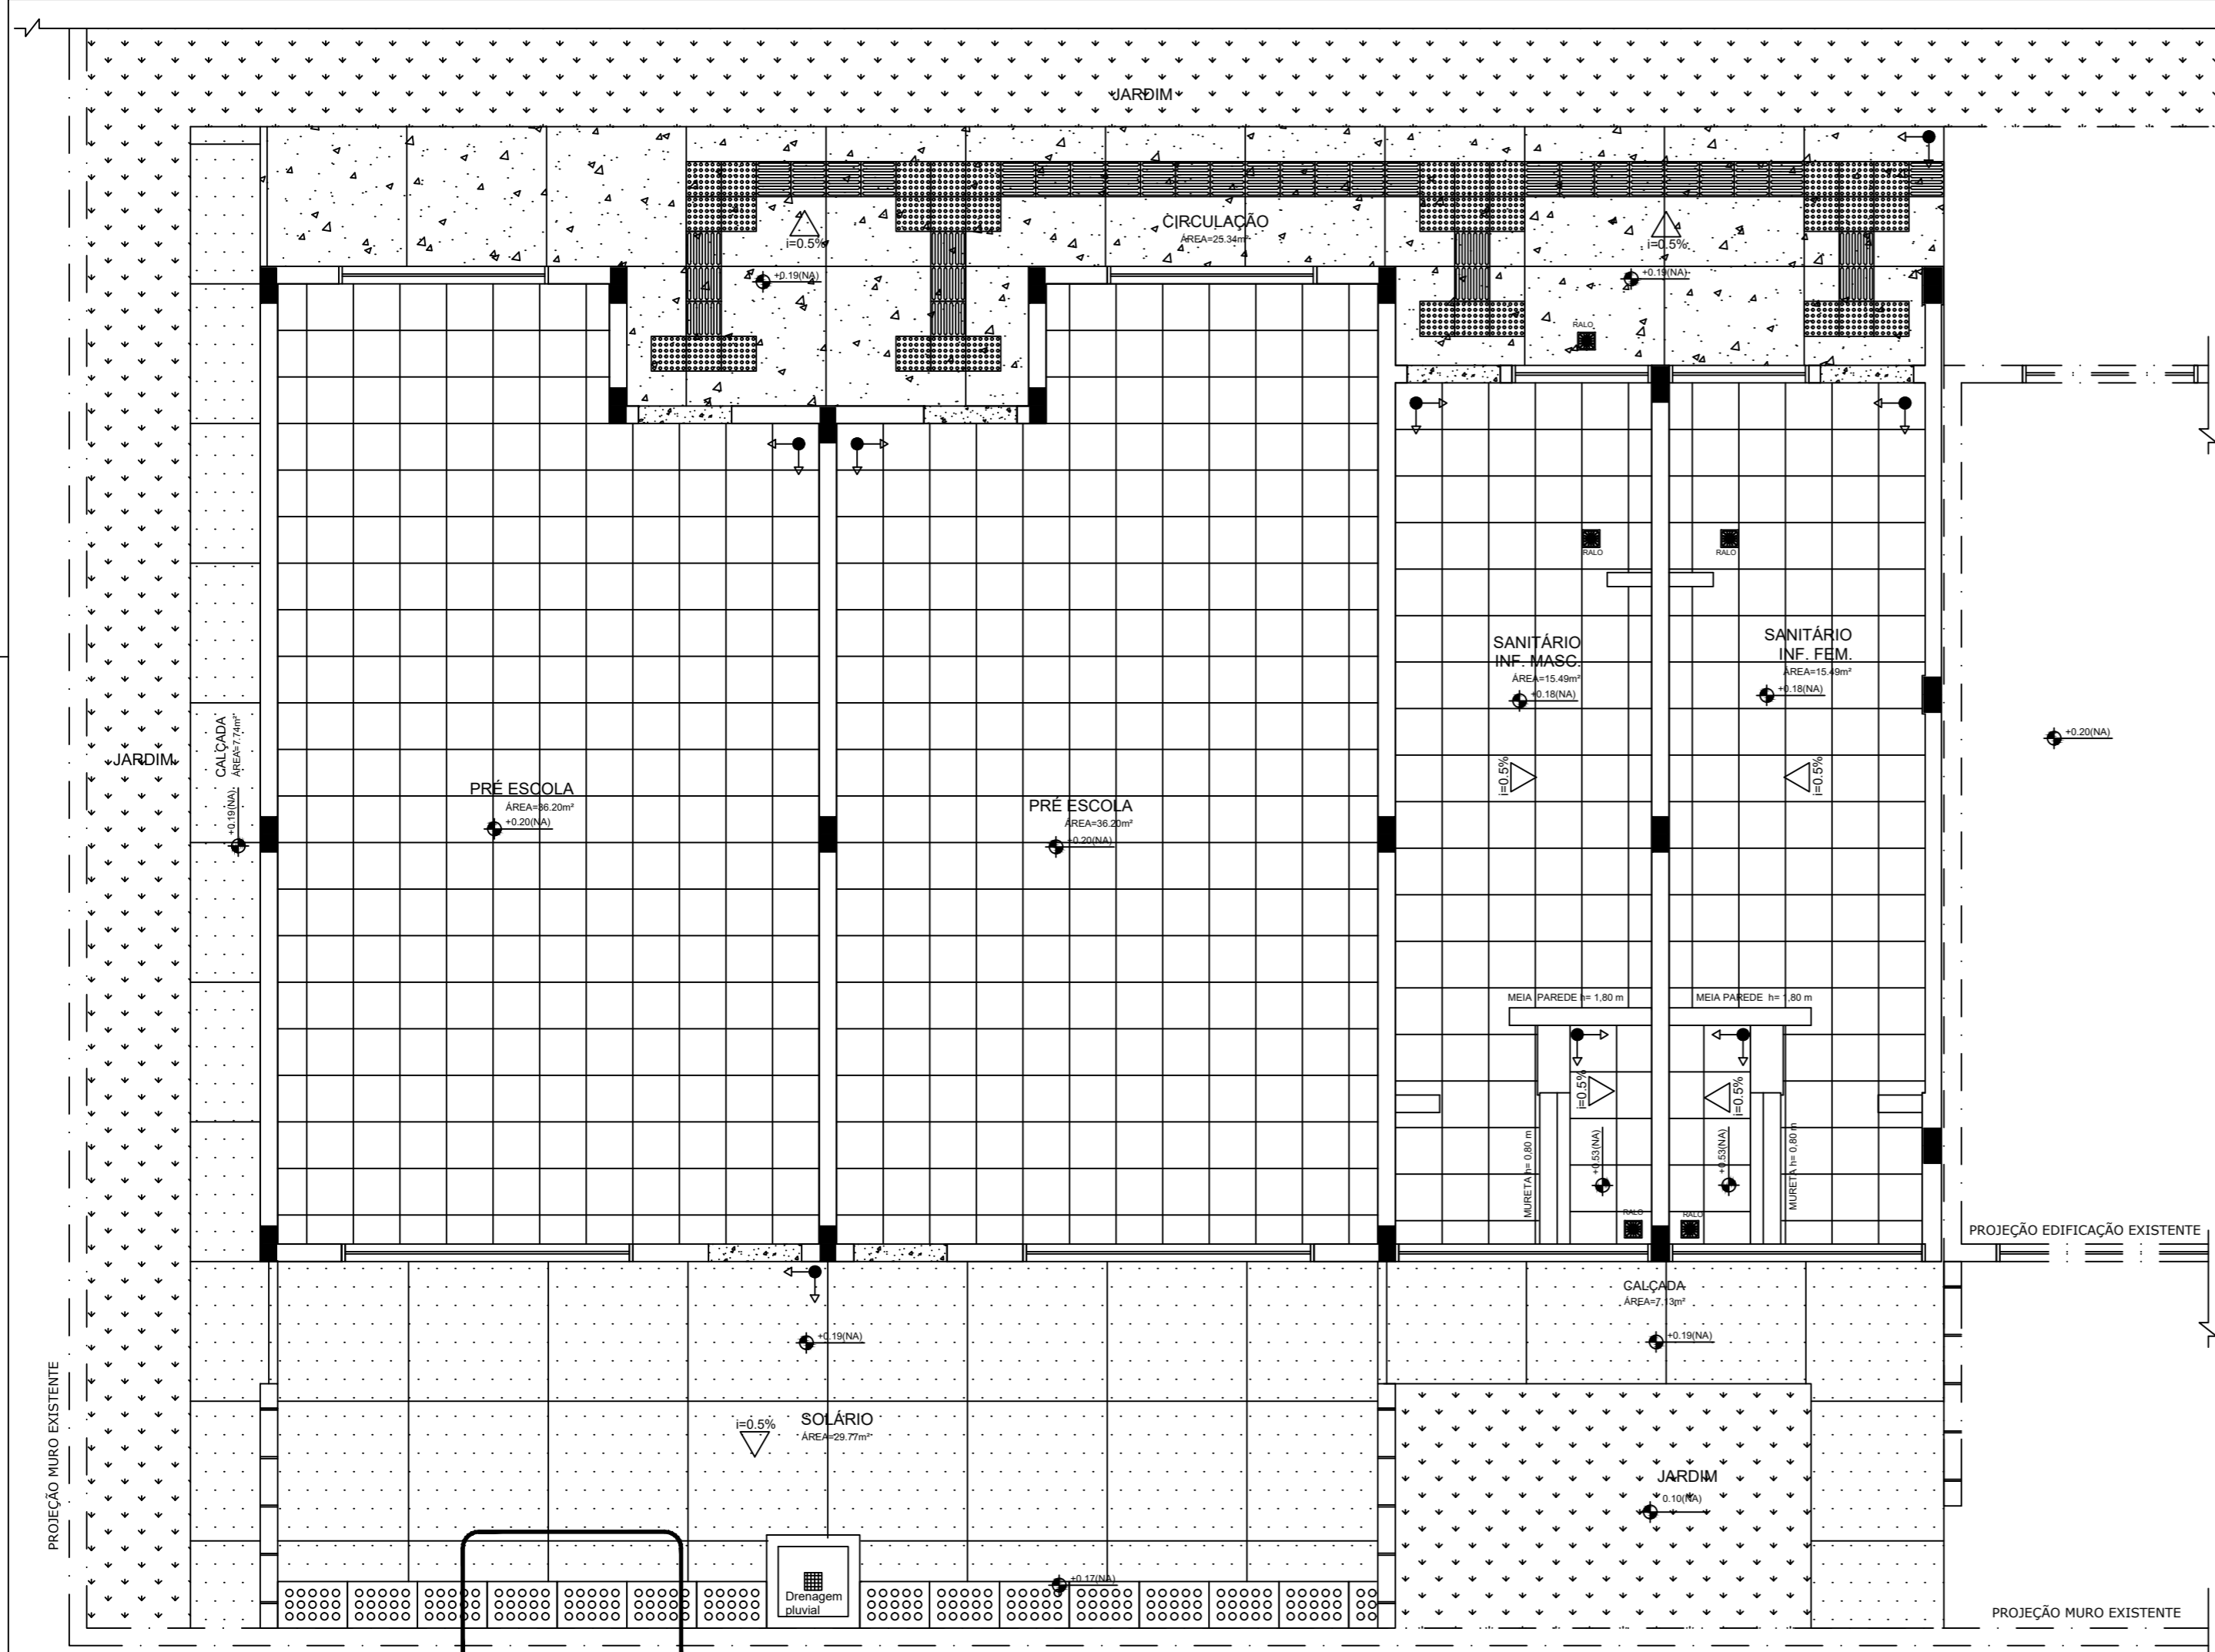 JARDIM
CIRCULAÇÃO
ÁREA=25.34m²
i=0.5%
i=0.5%
+0.19(NA)
+0.19(NA)
RALO
RALO
RALO
SANITÁRIO
INF. MASC.
ÁREA=15.49m²
+0.18(NA)
SANITÁRIO
INF. FEM.
ÁREA=15.49m²
+0.18(NA)
+0.20(NA)
JARDIM
CALÇADA
ÁREA=7.74m²
+0.19(NA)
PRÉ ESCOLA
ÁREA=36.20m²
+0.20(NA)
PRÉ ESCOLA
ÁREA=36.20m²
+0.20(NA)
i=0.5%
i=0.5%
MEIA PAREDE h= 1,80 m
MEIA PAREDE h= 1,80 m
i=0.5%
i=0.5%
MURETA h= 0,80 m
+0.53(NA)
+0.53(NA)
MURETA h= 0,80 m
RALO
RALO
PROJEÇÃO EDIFICAÇÃO EXISTENTE
CALÇADA
ÁREA=7.13m²
+0.19(NA)
+0.19(NA)
PROJEÇÃO MURO EXISTENTE
i=0.5%
SOLÁRIO
ÁREA=29.77m²
JARDIM
0.10(NA)
+0.17(NA)
Drenagem
pluvial
PROJEÇÃO MURO EXISTENTE